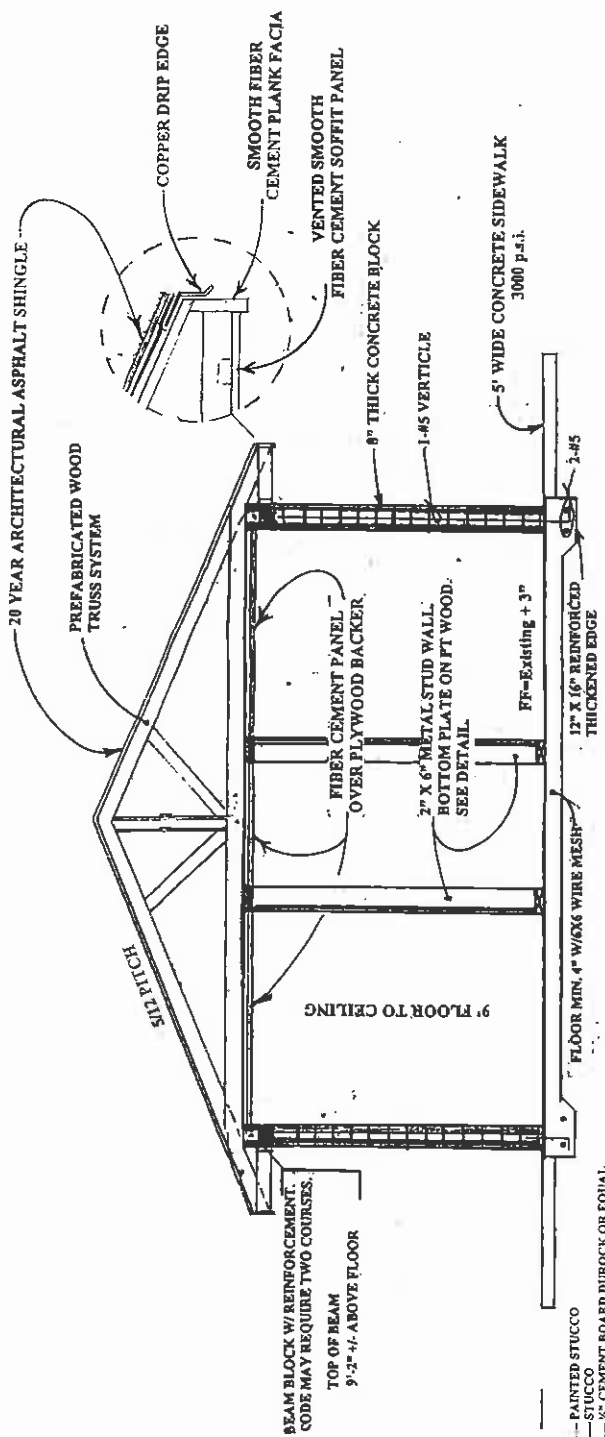 20 YEAR ARCHITECTURAL ASPHALT SHINGLE
COPPER DRIP EDGE
SMOOTH FIBER
CEMENT PLANK FACIA
VENTED SMOOTH
FIBER CEMENT SOFFIT PANEL
PREFABRICATED WOOD
TRUSS SYSTEM
5/12 PITCH
8" THICK CONCRETE BLOCK
1-#5 VERTICLE
5' WIDE CONCRETE SIDEWALK
3000 p.s.i.
FIBER CEMENT PANEL
OVER PLYWOOD BACKER
2" X 6" METAL STUD WALL,
BOTTOM PLATE ON PT WOOD.
SEE DETAIL
9' FLOOR TO CEILING
FF=Existing + 3"
2-#5
12" X 16" REINFORCED
THICKENED EDGE
FLOOR MIN. 4" W/6X6 WIRE MESH
BEAM BLOCK W/ REINFORCEMENT.
CODE MAY REQUIRE TWO COURSES.
TOP OF BEAM
9'-2" +/- ABOVE FLOOR
PAINTED STUCCO
STUCCO
½" CEMENT BOARD DUROCK OR EQUAL